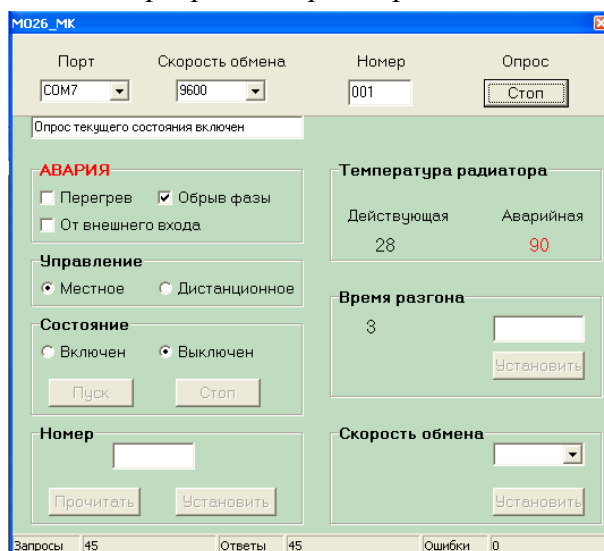 МО26_МК
Порт Скорость обмена Номер Опрос
COM7 9600 001 Стоп
Опрос текущего состояния включен
АВАРИЯ
Перегрев Обрыв фазы
От внешнего входа
Температура радиатора
Действующая Аварийная
28 90
Управление
Местное Дистанционное
Время разгона
3
Установить
Состояние
Включен Выключен
Пуск Стоп
Номер
Прочитать Установить
Скорость обмена
Установить
Запросы 45 Ответы 45 Ошибки 0